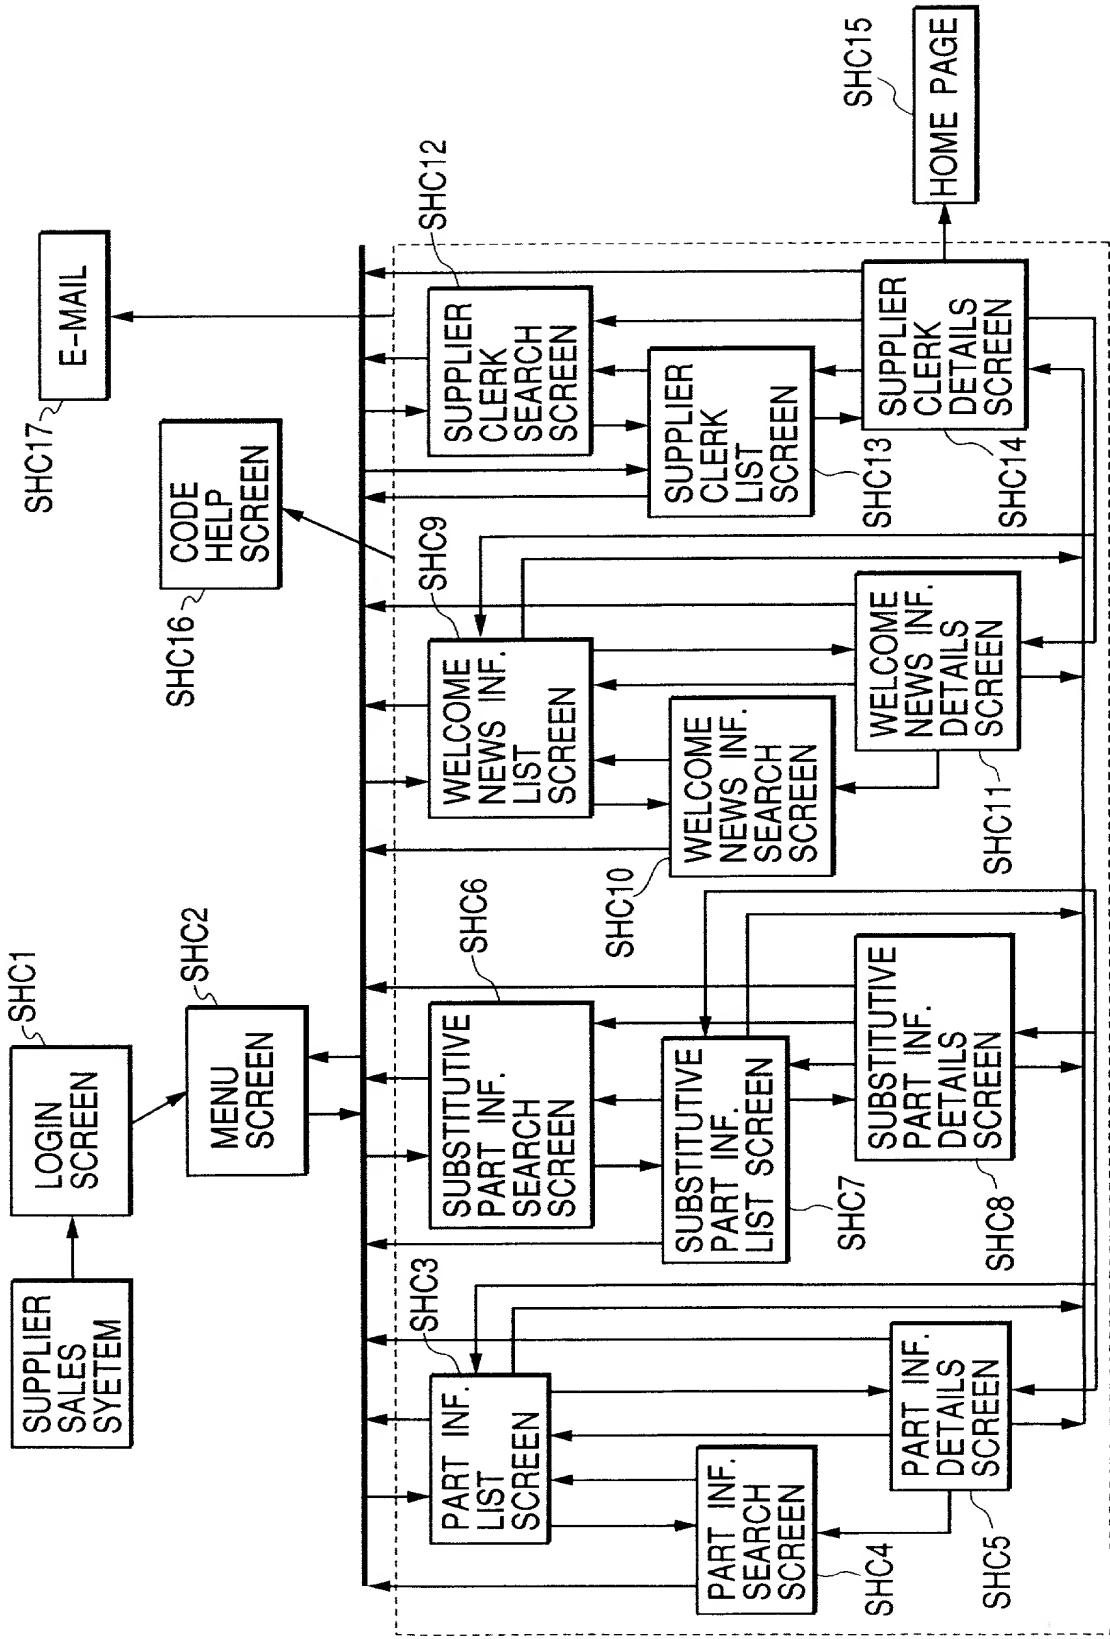 SUPPLIER
SALES
SYETEM
SHC1
LOGIN
SCREEN
SHC2
MENU
SCREEN
SHC17
E-MAIL
SHC16
CODE
HELP
SCREEN
SHC3
PART INF.
LIST
SCREEN
PART INF.
SEARCH
SCREEN
SHC4
PART INF.
DETAILS
SCREEN
SHC5
SHC6
SUBSTITUTIVE
PART INF.
SEARCH
SCREEN
SUBSTITUTIVE
PART INF.
LIST SCREEN
SHC7
SUBSTITUTIVE
PART INF.
DETAILS
SCREEN
SHC8
SHC9
WELCOME
NEWS INF.
LIST
SCREEN
SHC10
WELCOME
NEWS INF.
SEARCH
SCREEN
WELCOME
NEWS INF.
DETAILS
SCREEN
SHC11
SHC12
SUPPLIER
CLERK
SEARCH
SCREEN
SUPPLIER
CLERK
LIST
SCREEN
SHC13
SUPPLIER
CLERK
DETAILS
SCREEN
SHC14
SHC15
HOME PAGE